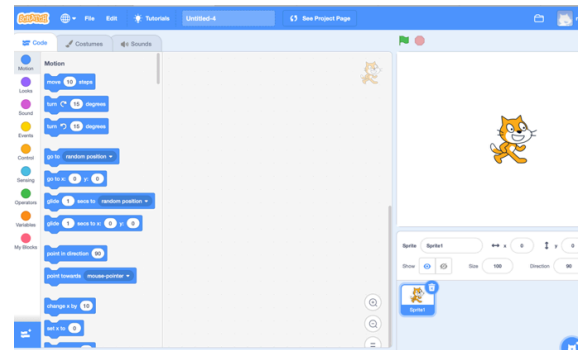 SCRATCH File Edit Tutorials Untitled-4 See Project Page
Code Costumes Sounds
Motion
Looks
Sound
Events
Control
Sensing
Operators
Variables
My Blocks
Motion
move 10 steps
turn 15 degrees
turn 15 degrees
go to random position
go to x: 0 y: 0
glide 1 secs to random position
glide 1 secs to x: 0 y: 0
point in direction 90
point towards mouse-pointer
change x by 10
set x to 0
Sprite Sprite1 x 0 y 0
Show Size 100 Direction 90
Sprite1